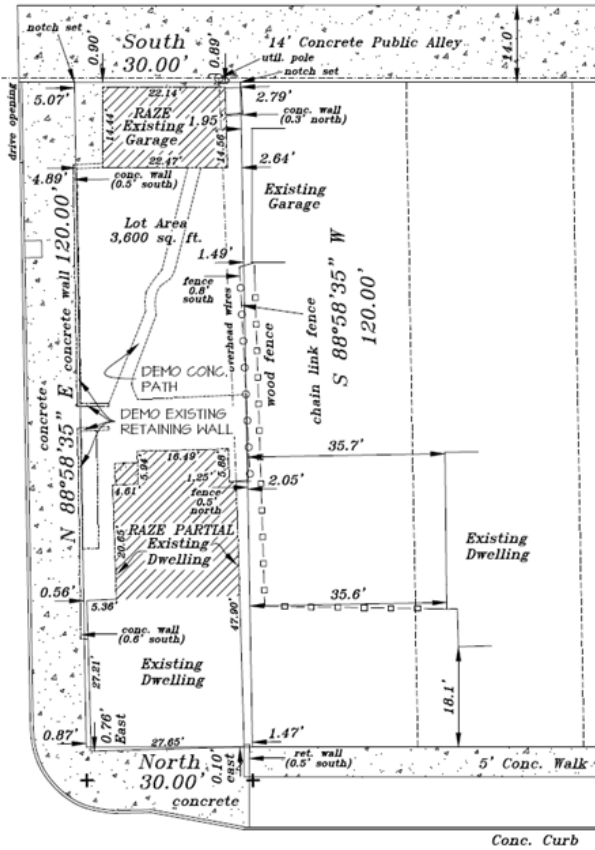 notch set
0.90'
South
30.00'
0.89'
'14' Concrete Public Alley
util. pole
notch set
14.0'
drive opening
5.07'
22.14'
2.79'
RAZE
Existing
Garage
14.44'
1.95'
14.56'
conc. wall
(0.3' north)
22.47'
2.64'
4.89'
conc. wall
(0.5' south)
Existing
Garage
Lot Area
3,600 sq. ft.
1.49'
fence
0.8'
south
overhead wires
wood fence
chain link fence
S 88°58'35" W
120.00'
concrete
N 88°58'35" E
concrete wall
120.00'
DEMO CONC.
PATH
DEMO EXISTING
RETAINING WALL
16.49'
5.94'
5.88'
35.7'
4.61'
1.25'
2.05'
fence
0.5'
north
20.65'
RAZE PARTIAL
Existing
Dwelling
Existing
Dwelling
0.56'
5.36'
35.6'
47.90'
conc. wall
(0.6' south)
27.21'
Existing
Dwelling
18.1'
0.87'
0.76'
East
27.65'
1.47'
North
30.00'
0.10'
east
ret. wall
(0.5' south)
5' Conc. Walk
concrete
Conc. Curb